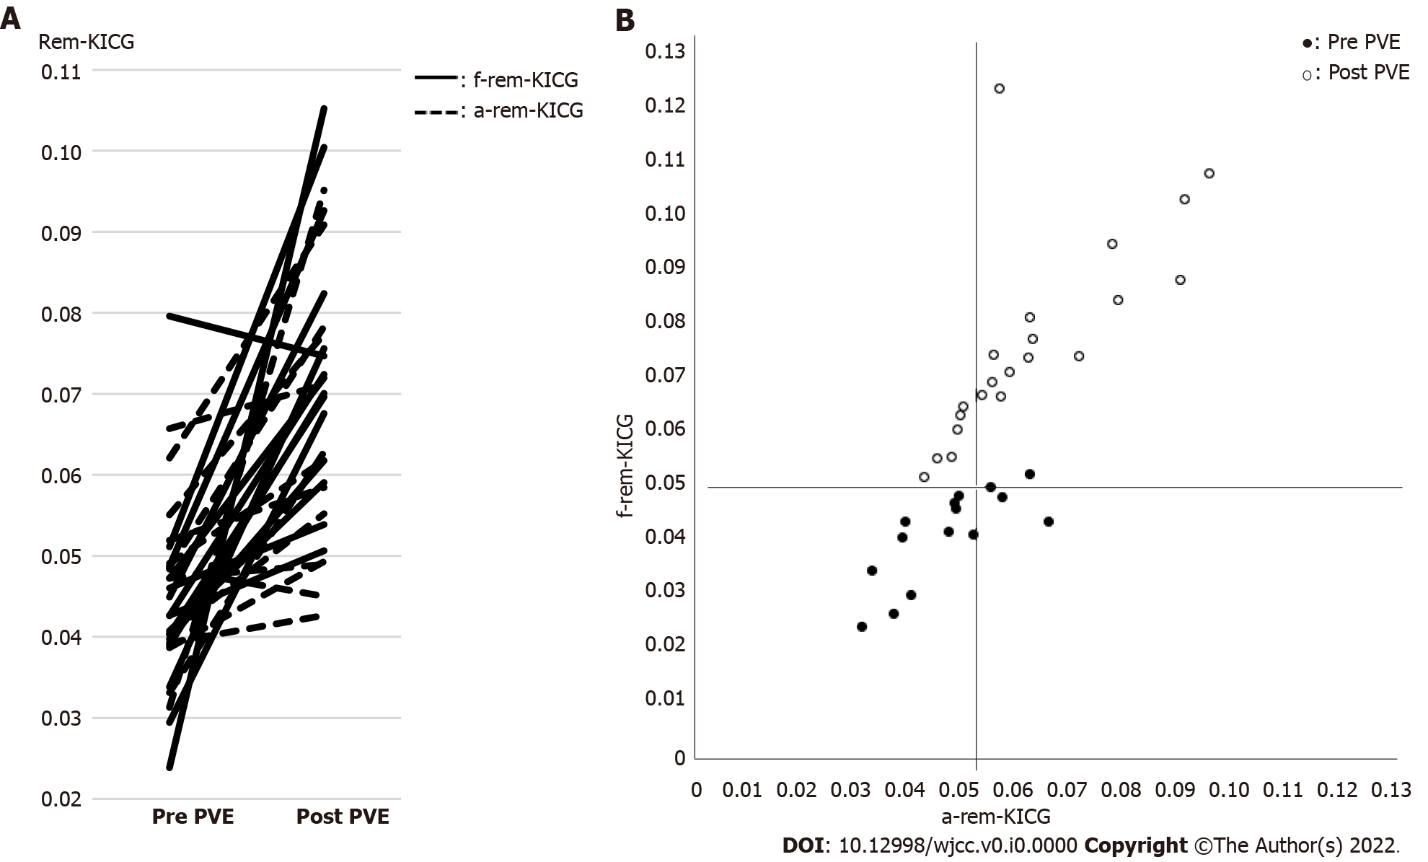 A
Rem-KICG
0.11
0.10
0.09
0.08
0.07
0.06
0.05
0.04
0.03
0.02
Pre PVE Post PVE
: f-rem-KICG
: a-rem-KICG
B
0.13
0.12
0.11
0.10
0.09
0.08
0.07
0.06
0.05
0.04
0.03
0.02
0.01
0
f-rem-KICG
0 0.01 0.02 0.03 0.04 0.05 0.06 0.07 0.08 0.09 0.10 0.11 0.12 0.13
a-rem-KICG
●: Pre PVE
○: Post PVE
DOI: 10.12998/wjcc.v0.i0.0000 Copyright ©The Author(s) 2022.